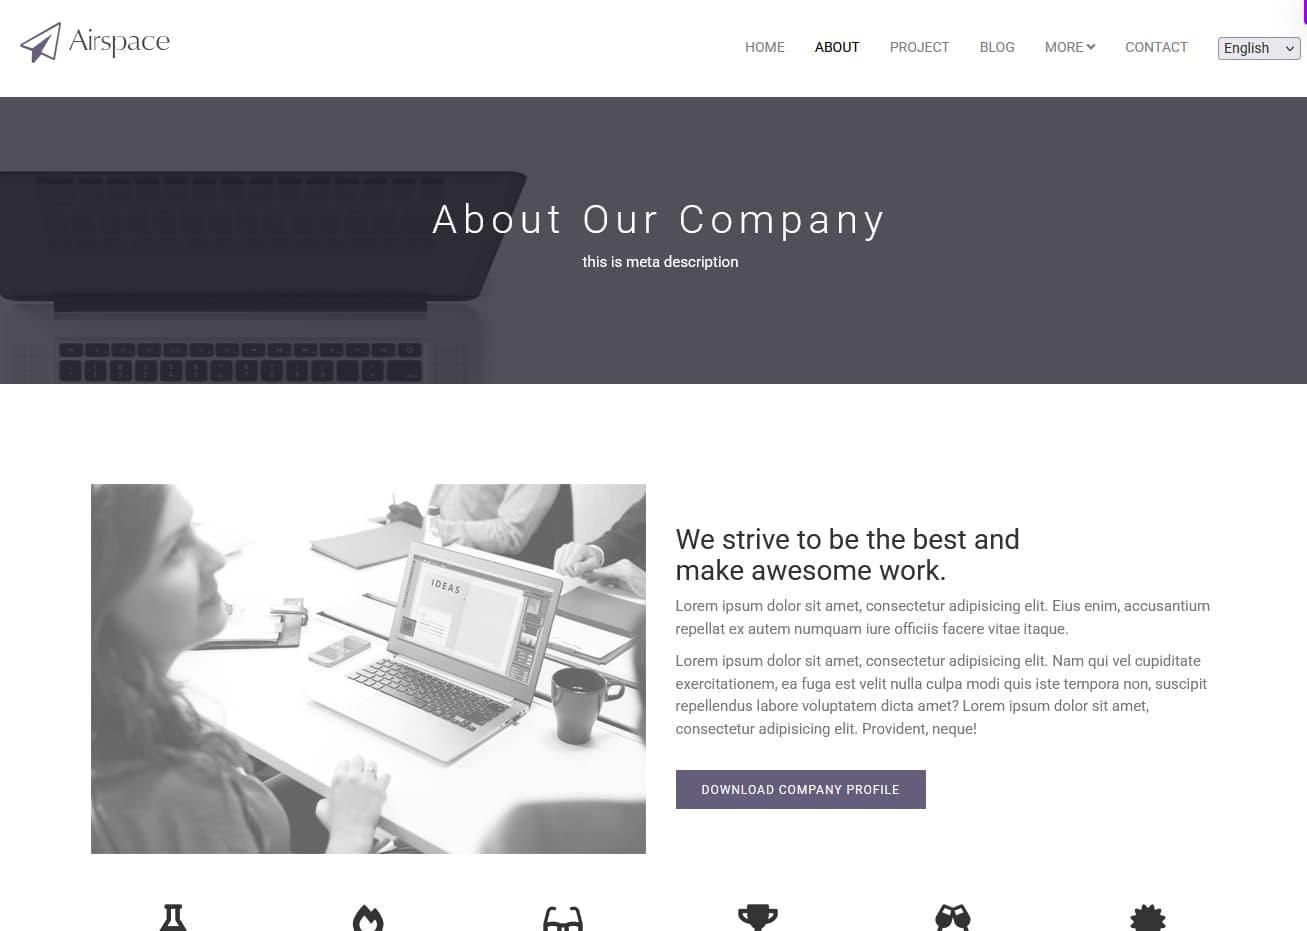 Airspace
HOME ABOUT PROJECT BLOG MORE CONTACT English
About Our Company
this is meta description
IDEAS
We strive to be the best and
make awesome work.
Lorem ipsum dolor sit amet, consectetur adipisicing elit. Eius enim, accusantium
repellat ex autem numquam iure officiis facere vitae itaque.
Lorem ipsum dolor sit amet, consectetur adipisicing elit. Nam qui vel cupiditate
exercitationem, ea fuga est velit nulla culpa modi quis iste tempora non, suscipit
repellendus labore voluptatem dicta amet? Lorem ipsum dolor sit amet,
consectetur adipisicing elit. Provident, neque!
DOWNLOAD COMPANY PROFILE